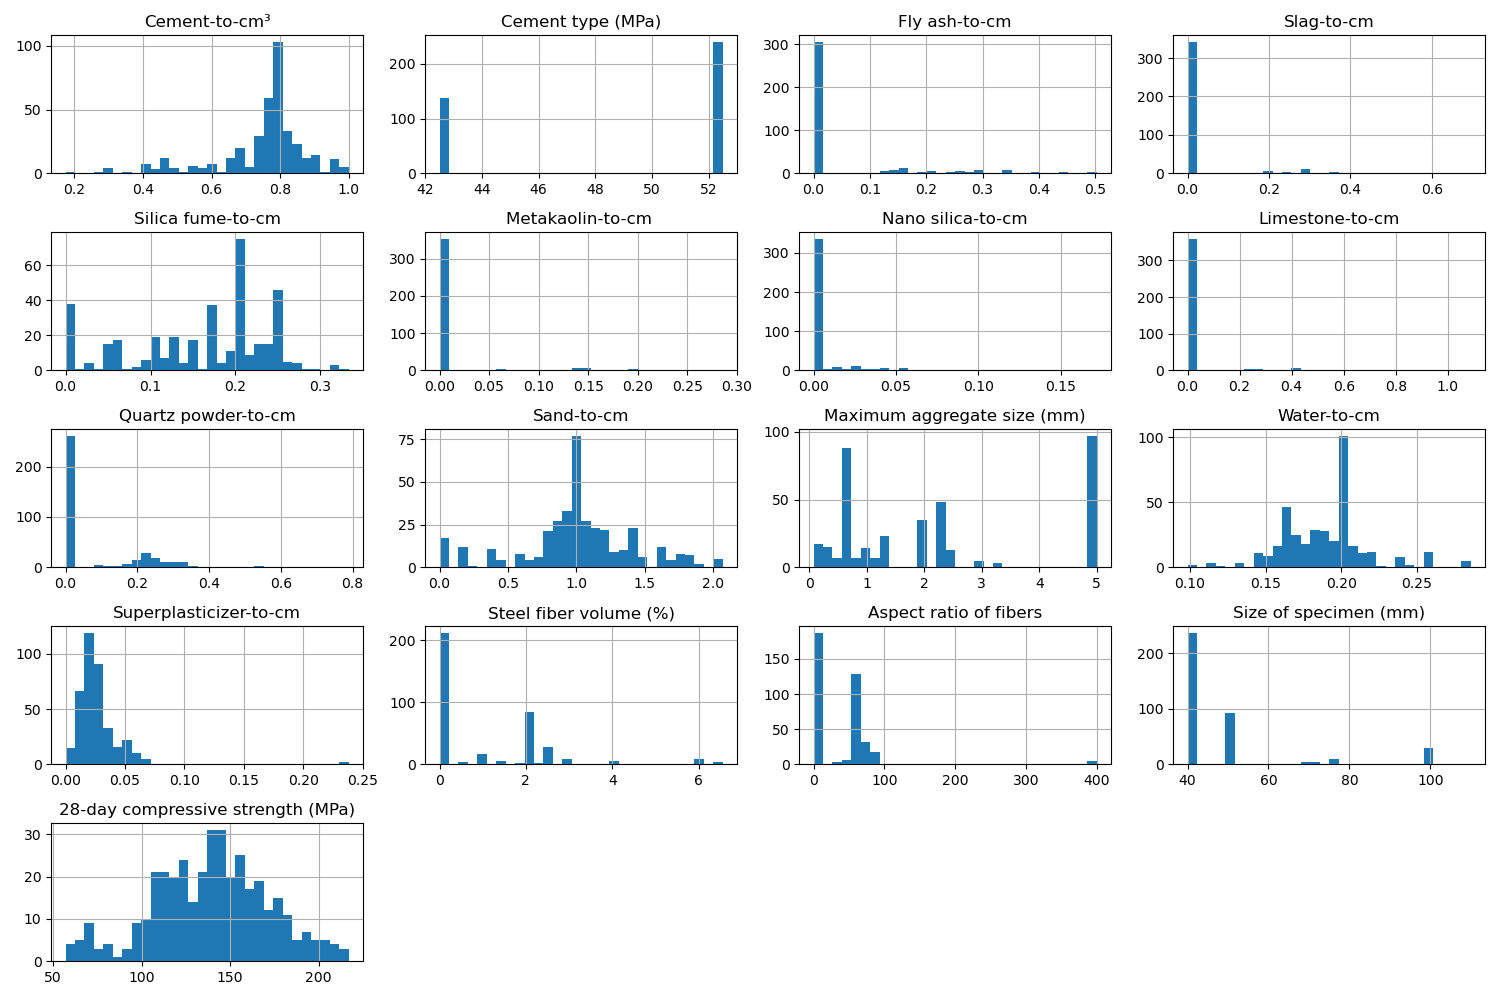 Cement-to-cm³ Cement type (MPa) Fly ash-to-cm Slag-to-cm
100 200 300 300
50 100 200 200
100 100
0 0 0 0
0.2 0.4 0.6 0.8 1.0 42 44 46 48 50 52 0.0 0.1 0.2 0.3 0.4 0.5 0.0 0.2 0.4 0.6
Silica fume-to-cm Metakaolin-to-cm Nano silica-to-cm Limestone-to-cm
60 300 300 300
40 200 200 200
20 100 100 100
0 0 0 0
0.0 0.1 0.2 0.3 0.00 0.05 0.10 0.15 0.20 0.25 0.30 0.00 0.05 0.10 0.15 0.0 0.2 0.4 0.6 0.8 1.0
Quartz powder-to-cm Sand-to-cm Maximum aggregate size (mm) Water-to-cm
200 75 100 100
100 50 50 50
25
0 0 0 0
0.0 0.2 0.4 0.6 0.8 0.0 0.5 1.0 1.5 2.0 0 1 2 3 4 5 0.10 0.15 0.20 0.25
Superplasticizer-to-cm Steel fiber volume (%) Aspect ratio of fibers Size of specimen (mm)
100 200 150 200
50 100 100 100
50
0 0 0 0
0.00 0.05 0.10 0.15 0.20 0.25 0 2 4 6 0 100 200 300 400 40 60 80 100
28-day compressive strength (MPa)
30
20
10
0
50 100 150 200